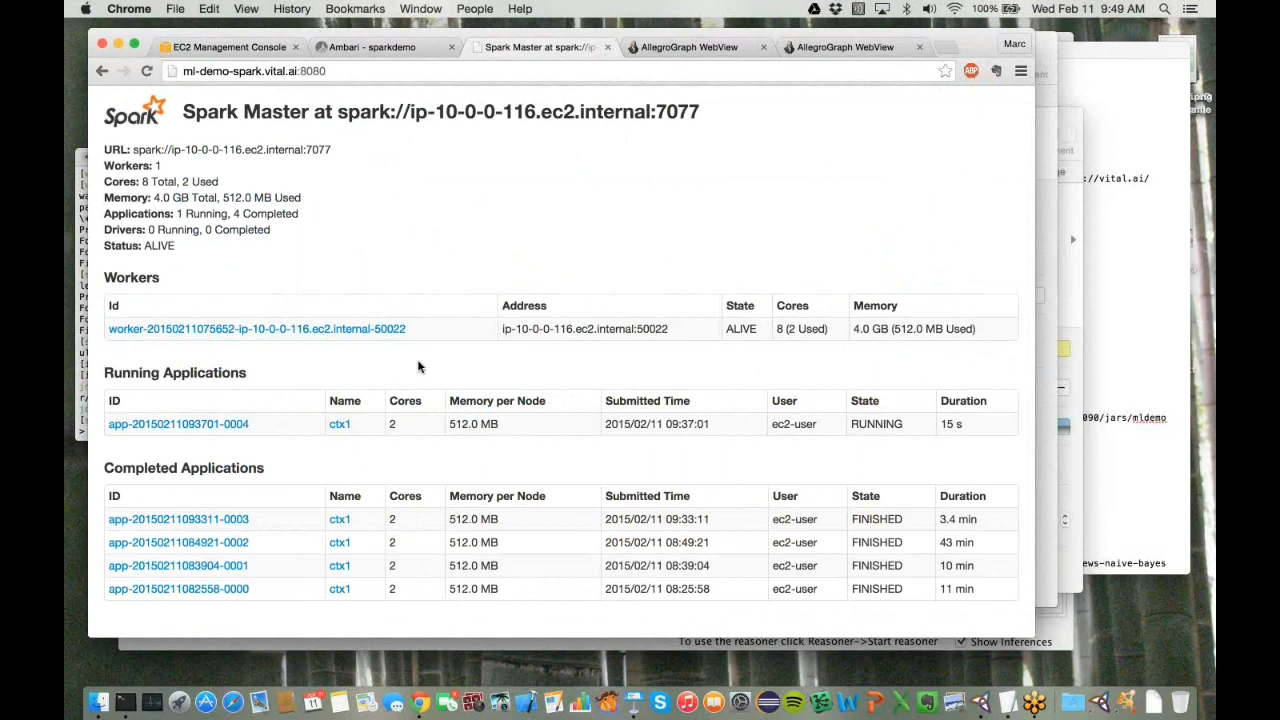 Chrome File Edit View History Bookmarks Window People Help 100% Wed Feb 11 9:49 AM
EC2 Management Console Ambari - sparkdemo Spark Master at spark://ip- AllegroGraph WebView AllegroGraph WebView Marc
ml-demo-spark.vital.ai:8080 ABP
Spark Spark Master at spark://ip-10-0-0-116.ec2.internal:7077
URL: spark://ip-10-0-0-116.ec2.internal:7077
Workers: 1
Cores: 8 Total, 2 Used
Memory: 4.0 GB Total, 512.0 MB Used
Applications: 1 Running, 4 Completed
Drivers: 0 Running, 0 Completed
Status: ALIVE
://vital.ai/
Workers
Id Address State Cores Memory
worker-20150211075652-ip-10-0-0-116.ec2.internal-50022 ip-10-0-0-116.ec2.internal:50022 ALIVE 8 (2 Used) 4.0 GB (512.0 MB Used)
Running Applications
ID Name Cores Memory per Node Submitted Time User State Duration
app-20150211093701-0004 ctx1 2 512.0 MB 2015/02/11 09:37:01 ec2-user RUNNING 15 s
090/jars/mldemo
Completed Applications
ID Name Cores Memory per Node Submitted Time User State Duration
app-20150211093311-0003 ctx1 2 512.0 MB 2015/02/11 09:33:11 ec2-user FINISHED 3.4 min
app-20150211084921-0002 ctx1 2 512.0 MB 2015/02/11 08:49:21 ec2-user FINISHED 43 min
app-20150211083904-0001 ctx1 2 512.0 MB 2015/02/11 08:39:04 ec2-user FINISHED 10 min
ews-naive-bayes
app-20150211082558-0000 ctx1 2 512.0 MB 2015/02/11 08:25:58 ec2-user FINISHED 11 min
To use the reasoner click Reasoner->Start reasoner Show Inferences